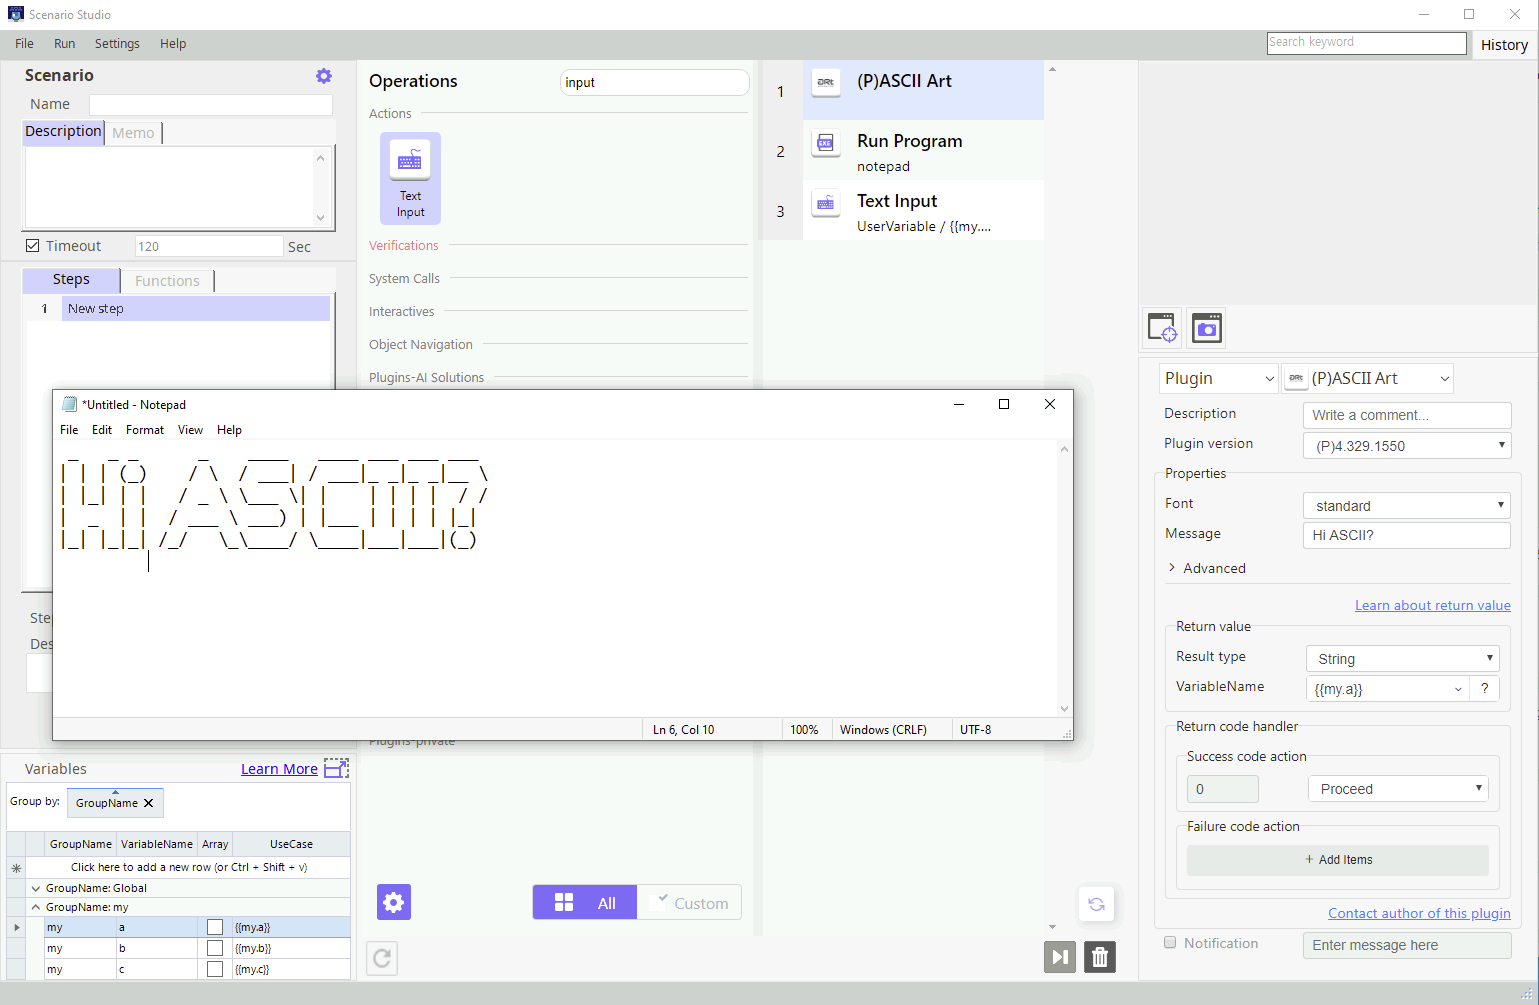 Scenario Studio
File Run Settings Help
Search keyword
History
Scenario
Name
Description Memo
Timeout 120 Sec
Steps Functions
1 New step
Operations input
Actions
Text
Input
Verifications
System Calls
Interactives
Object Navigation
Plugins-AI Solutions
1 ART (P)ASCII Art
2 EXE Run Program
notepad
3 Text Input
UserVariable / {{my....
*Untitled - Notepad
File Edit Format View Help
Hi ASCII?
Ln 6, Col 10 100% Windows (CRLF) UTF-8
Ste
Des
Plugins-private
Variables Learn More
Group by: GroupName
GroupName VariableName Array UseCase
Click here to add a new row (or Ctrl + Shift + v)
GroupName: Global
GroupName: my
my a {{my.a}}
my b {{my.b}}
my c {{my.c}}
All Custom
Plugin ART (P)ASCII Art
Description Write a comment...
Plugin version (P)4.329.1550
Properties
Font standard
Message Hi ASCII?
Advanced
Learn about return value
Return value
Result type String
VariableName {{my.a}} ?
Return code handler
Success code action
0 Proceed
Failure code action
+ Add Items
Contact author of this plugin
Notification Enter message here